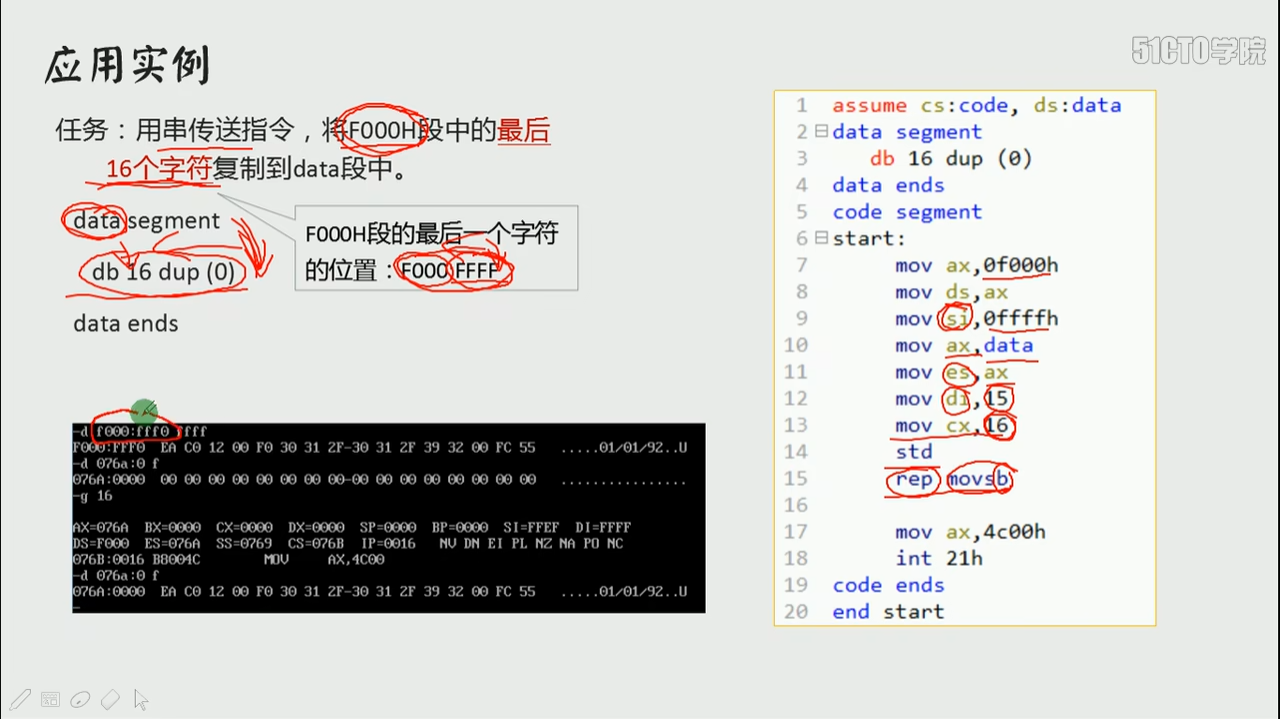 应用实例
51CTO学院
任务：用串传送指令，将F000H段中的最后
16个字符复制到data段中。
data segment
db 16 dup (0)
data ends
F000H段的最后一个字符
的位置：F000:FFFF
-d f000:fff0 ffff
F000:FFF0 EA C0 12 00 F0 30 31 2F-30 31 2F 39 32 00 FC 55 .....01/01/92..U
-d 076a:0 f
076A:0000 00 00 00 00 00 00 00 00-00 00 00 00 00 00 00 00 ................
-g 16
AX=076A BX=0000 CX=0000 DX=0000 SP=0000 BP=0000 SI=FFEF DI=FFFF
DS=F000 ES=076A SS=0769 CS=076B IP=0016 NV DN EI PL NZ NA PO NC
076B:0016 B8004C MOV AX,4C00
-d 076a:0 f
076A:0000 EA C0 12 00 F0 30 31 2F-30 31 2F 39 32 00 FC 55 .....01/01/92..U
1 assume cs:code, ds:data
2 data segment
3 db 16 dup (0)
4 data ends
5 code segment
6 start:
7 mov ax,0f000h
8 mov ds,ax
9 mov si,0ffffh
10 mov ax,data
11 mov es,ax
12 mov di,15
13 mov cx,16
14 std
15 rep movsb
16
17 mov ax,4c00h
18 int 21h
19 code ends
20 end start